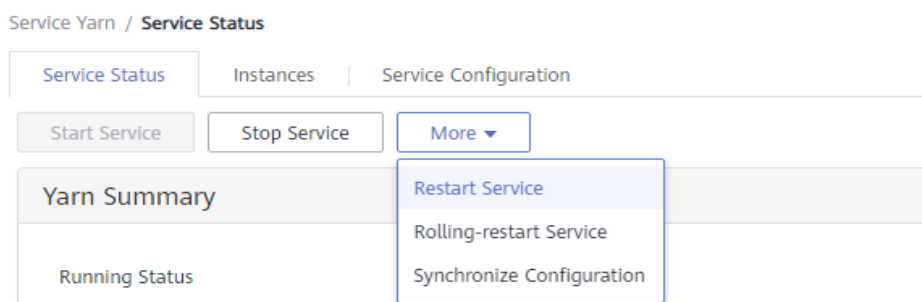 Service Yarn / Service Status
Service Status Instances Service Configuration
Start Service Stop Service More
Restart Service
Yarn Summary
Rolling-restart Service
Synchronize Configuration
Running Status